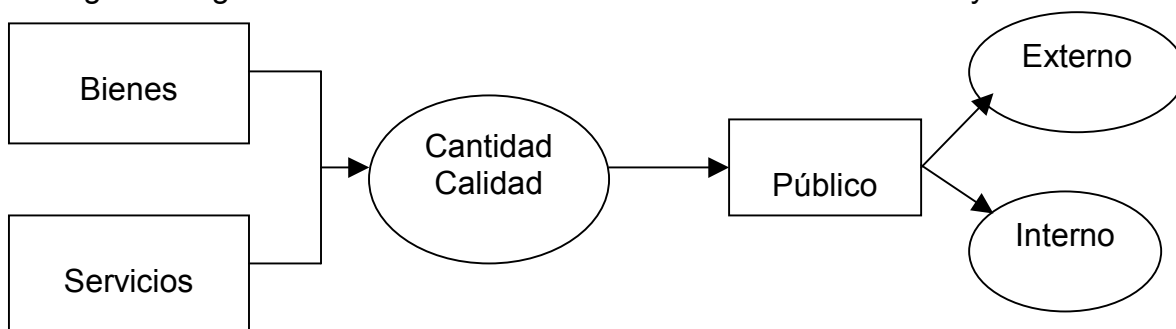 Bienes
Servicios
Cantidad
Calidad
Público
Externo
Interno